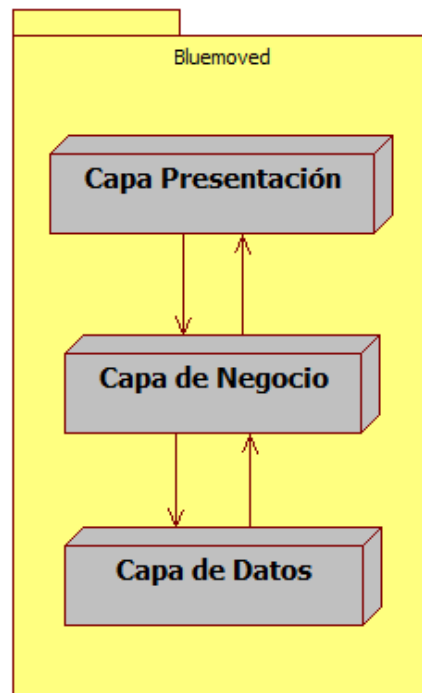 Bluemoved
Capa Presentación
Capa de Negocio
Capa de Datos